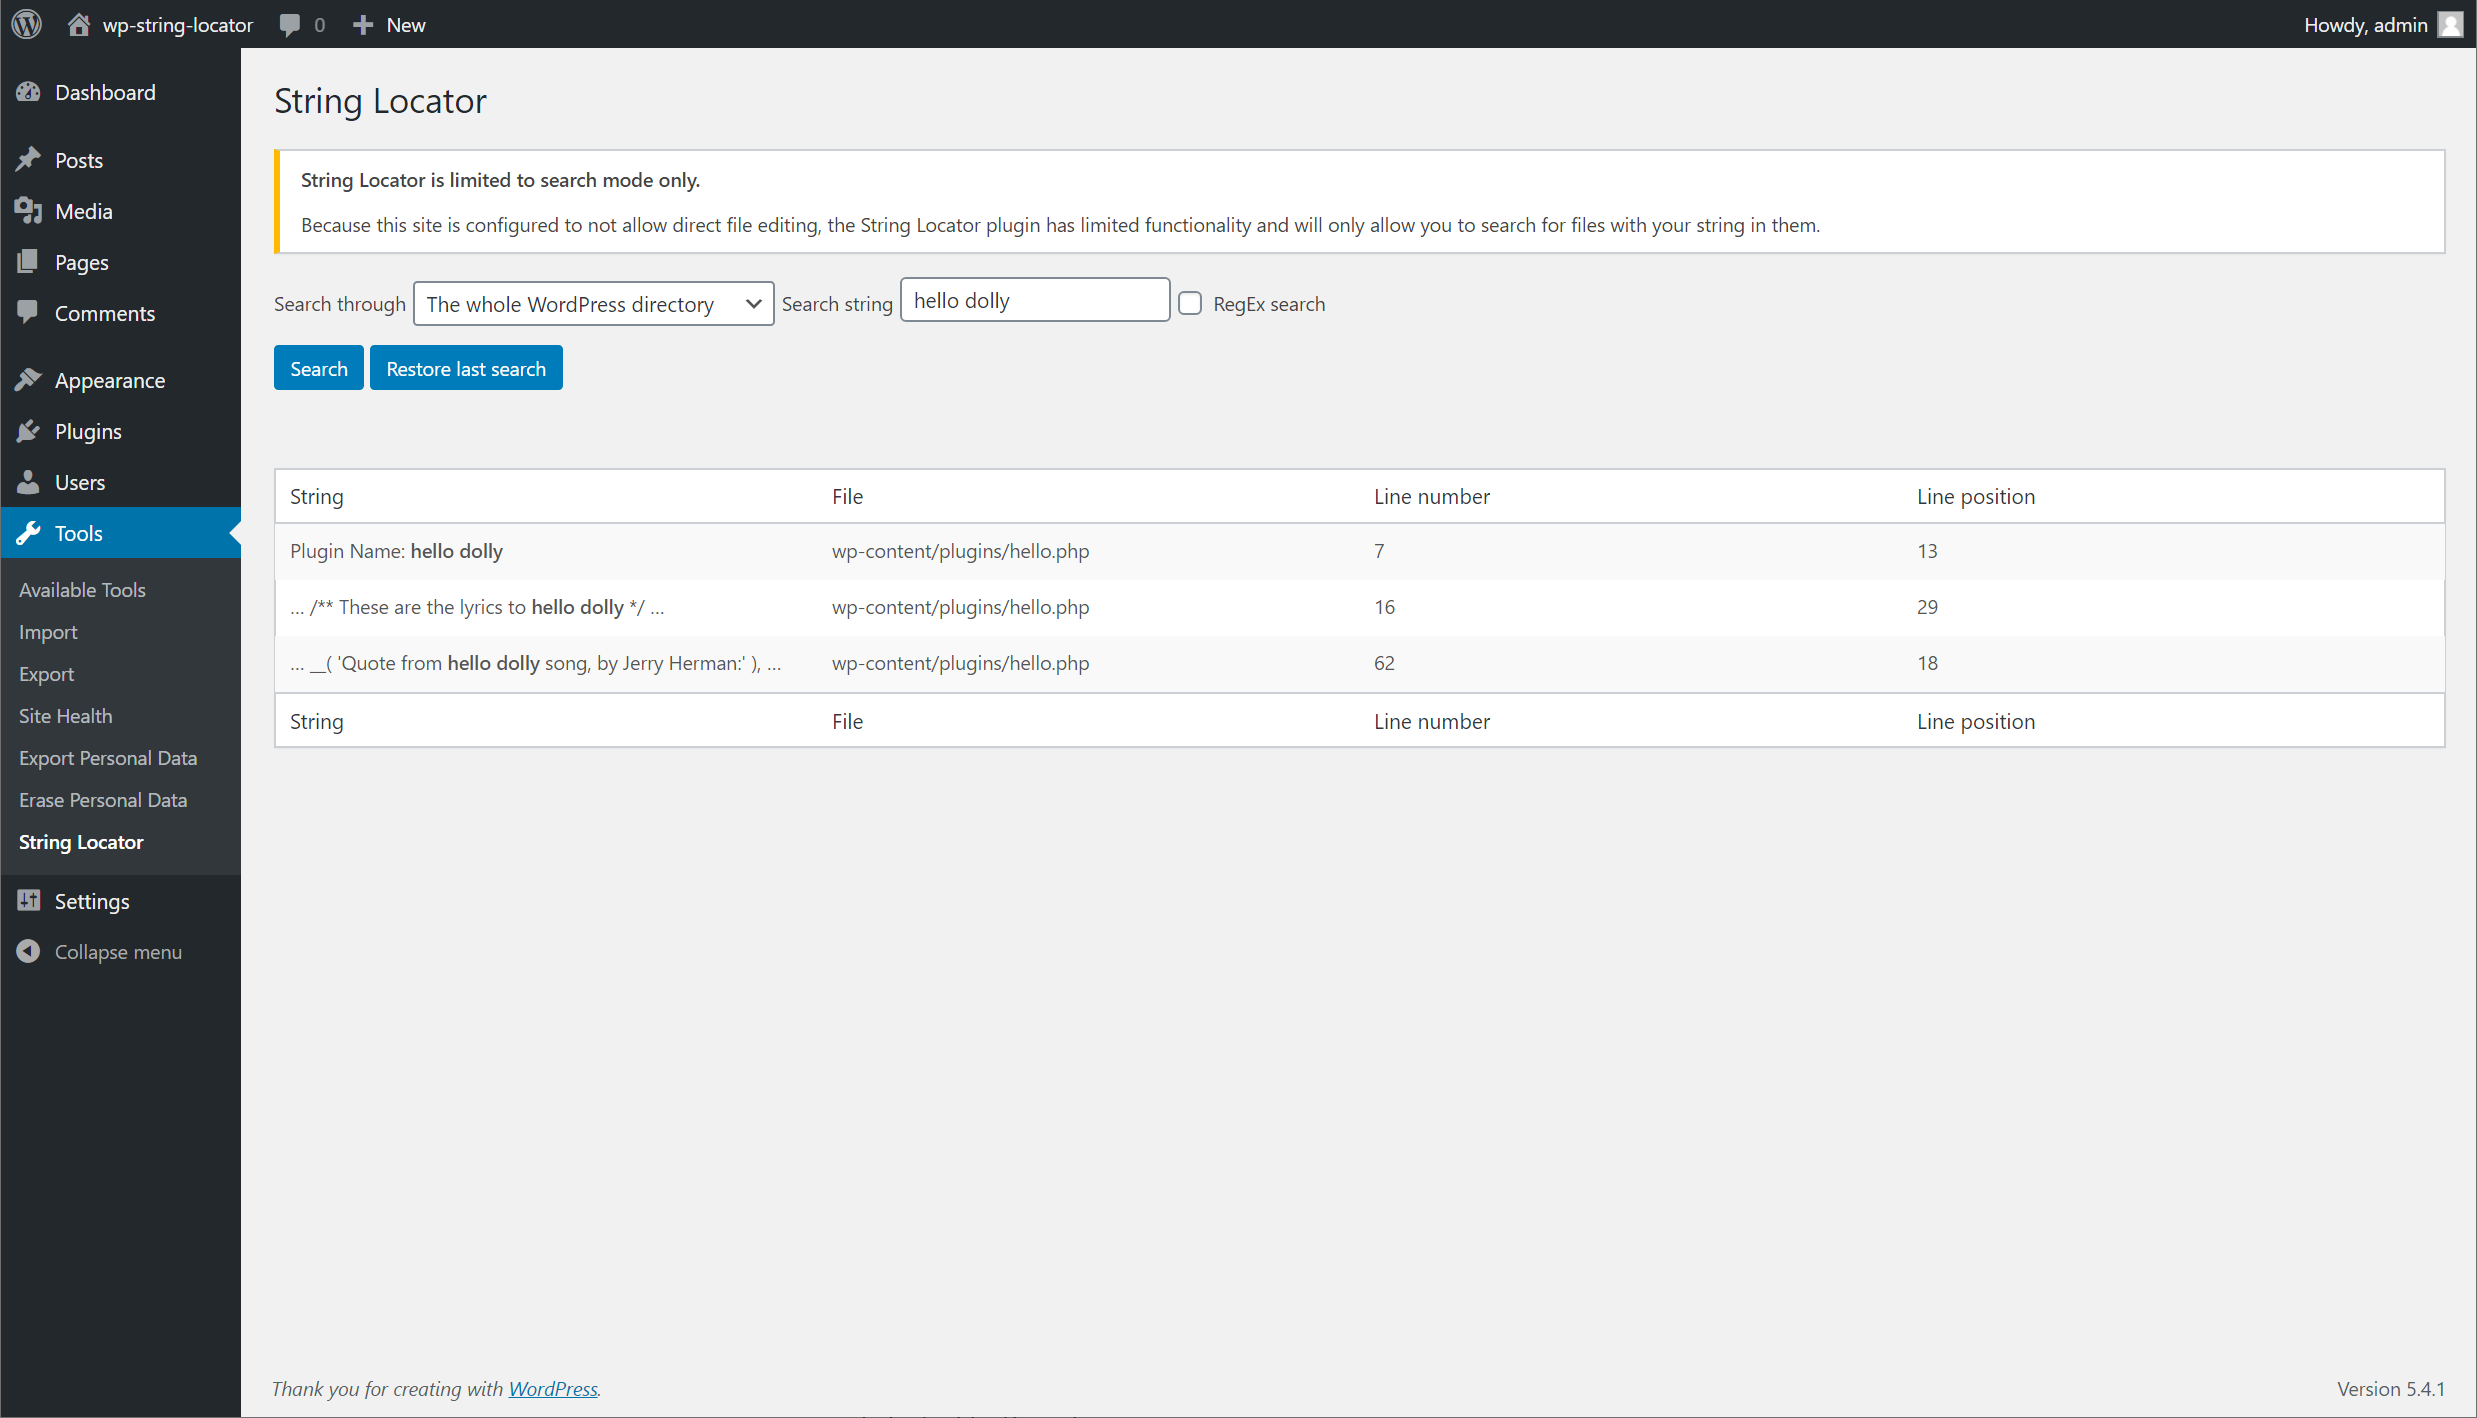 wp-string-locator 0 New Howdy, admin
Dashboard
Posts
Media
Pages
Comments
Appearance
Plugins
Users
Tools
Available Tools
Import
Export
Site Health
Export Personal Data
Erase Personal Data
String Locator
Settings
Collapse menu
String Locator
String Locator is limited to search mode only.
Because this site is configured to not allow direct file editing, the String Locator plugin has limited functionality and will only allow you to search for files with your string in them.
Search through The whole WordPress directory Search string hello dolly RegEx search
Search Restore last search
String File Line number Line position
Plugin Name: hello dolly wp-content/plugins/hello.php 7 13
... /** These are the lyrics to hello dolly */ ... wp-content/plugins/hello.php 16 29
... __( 'Quote from hello dolly song, by Jerry Herman:' ), ... wp-content/plugins/hello.php 62 18
String File Line number Line position
Thank you for creating with WordPress. Version 5.4.1